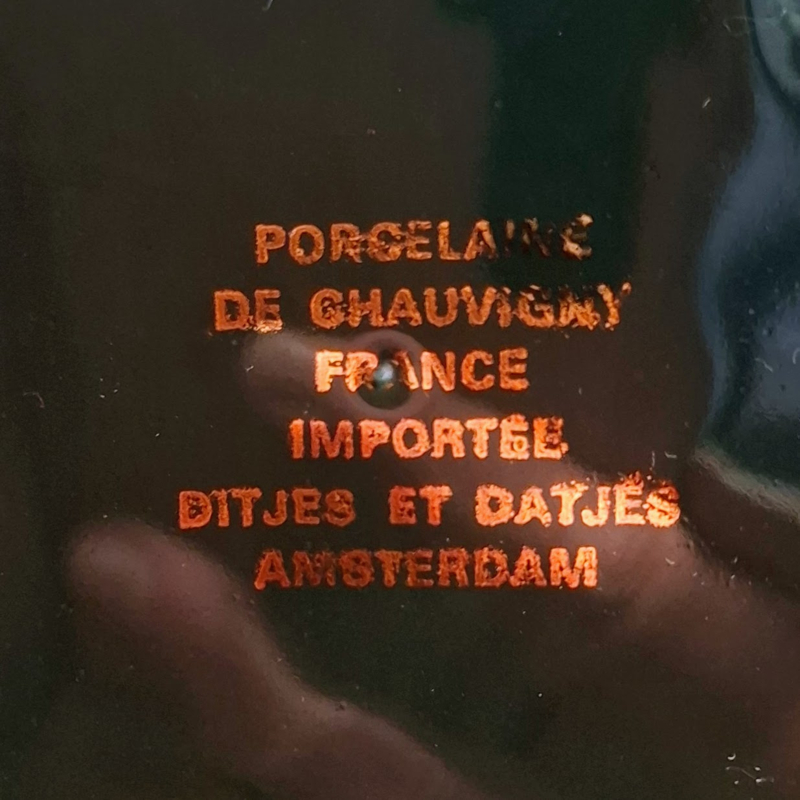 PORCELAINE
DE CHAUVIGNY
FRANCE
IMPORTÉE
DITJES ET DATJES
AMSTERDAM